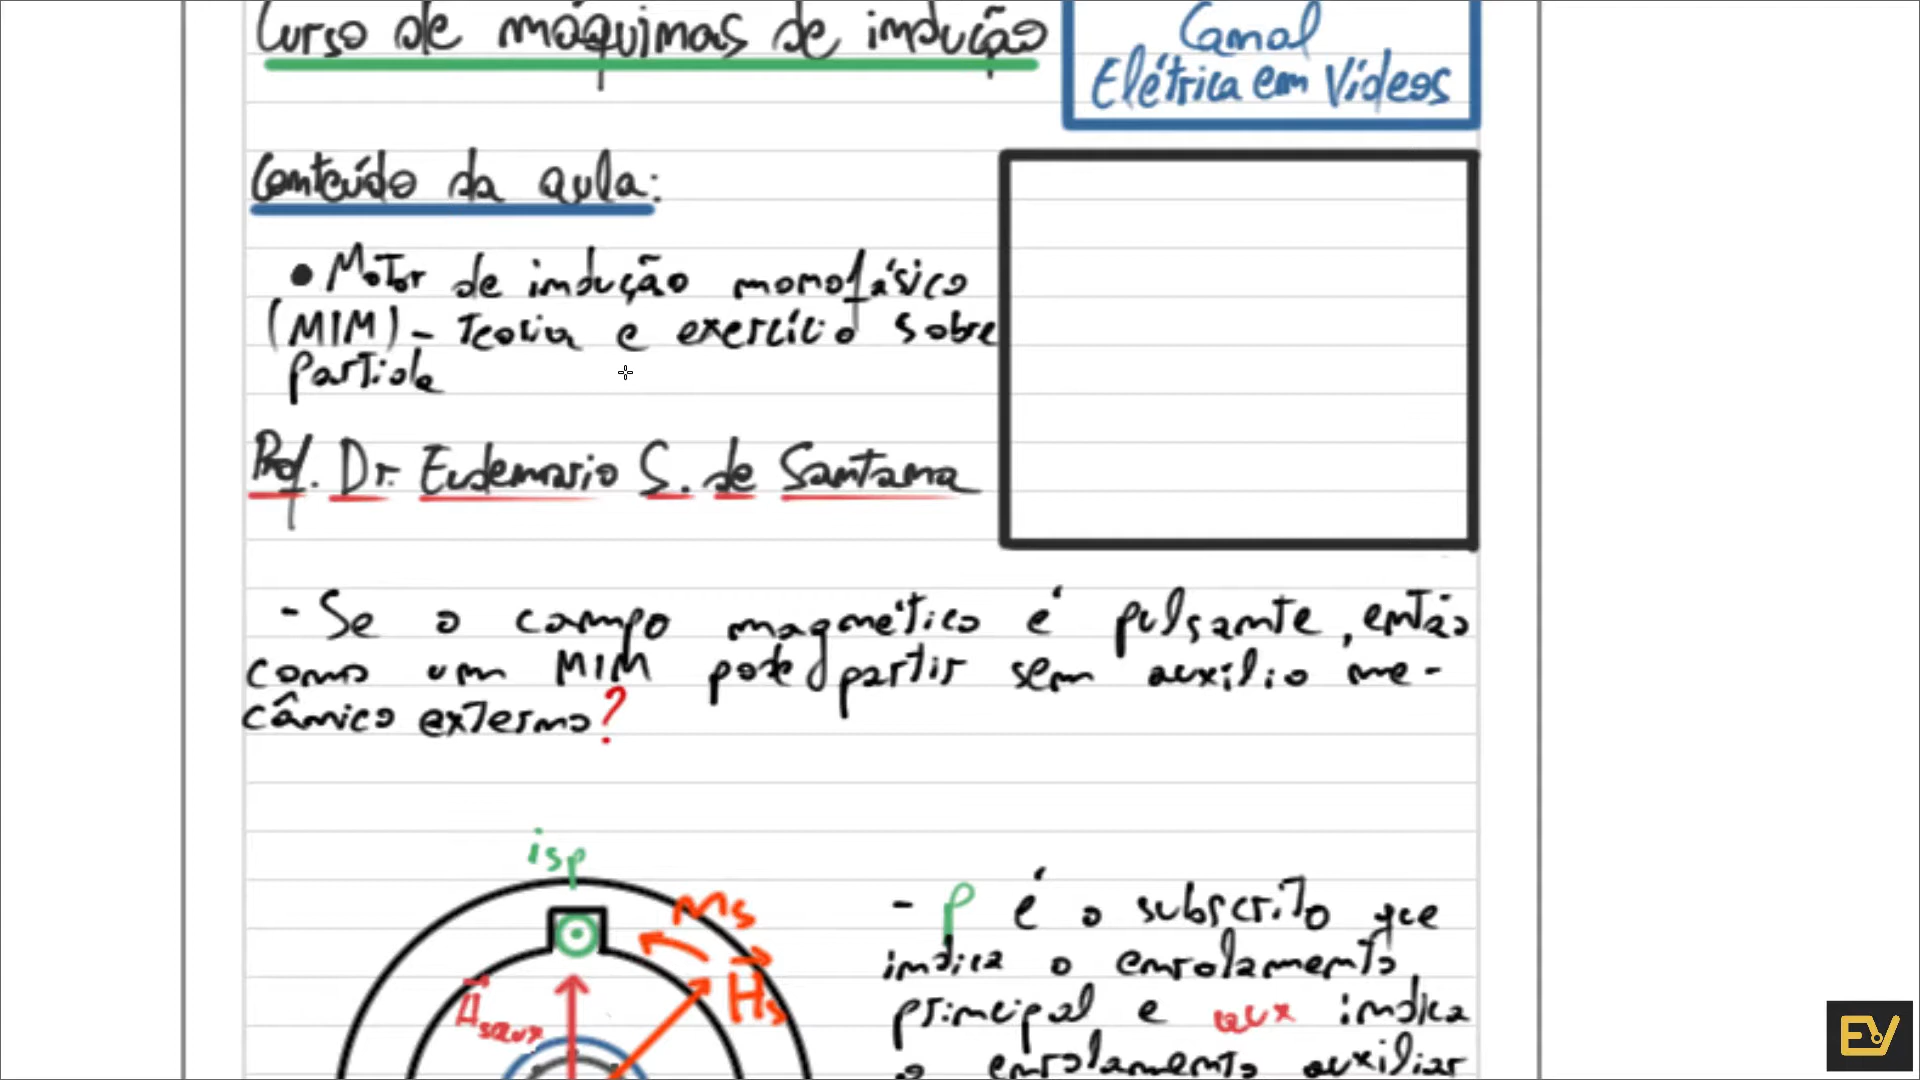 Curso de máquinas de indução
Canal
Elétrica em Vídeos
Conteúdo da aula:
● Motor de indução monofásico
(MIM) - Teoria e exercício sobre
partida
Prof. Dr. Eudemario S. de Santana
- Se o campo magnético é pulsante, então
como um MIM pode partir sem auxílio me-
cânico externo?
isp
ns
Hs
Hsaux
- p é o subscrito que
indica o enrolamento
principal e aux indica
o enrolamento auxiliar
EV